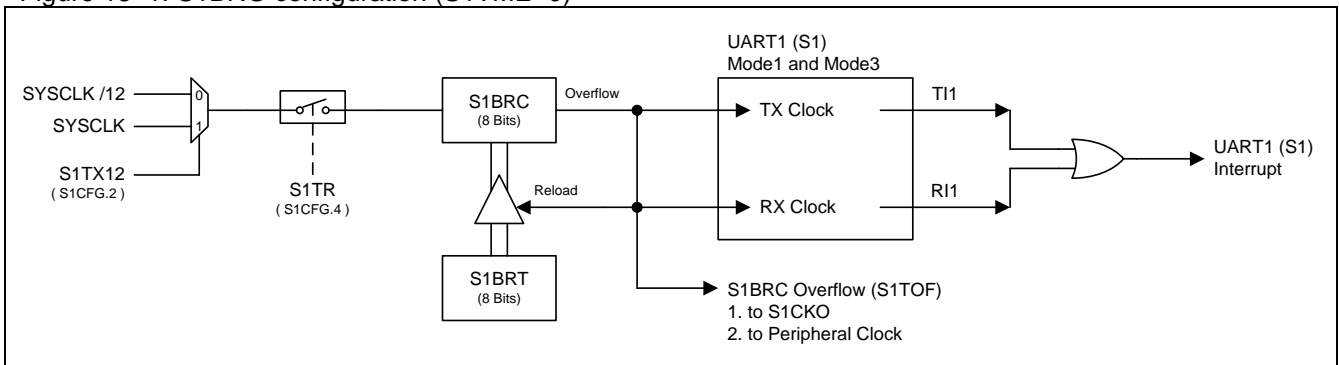 SYSCLK /12
SYSCLK
S1TX12
( S1CFG.2 )
0
1
S1TR
( S1CFG.4 )
S1BRC
(8 Bits)
Overflow
Reload
S1BRT
(8 Bits)
UART1 (S1)
Mode1 and Mode3
TX Clock
RX Clock
TI1
RI1
UART1 (S1)
Interrupt
S1BRC Overflow (S1TOF)
1. to S1CKO
2. to Peripheral Clock